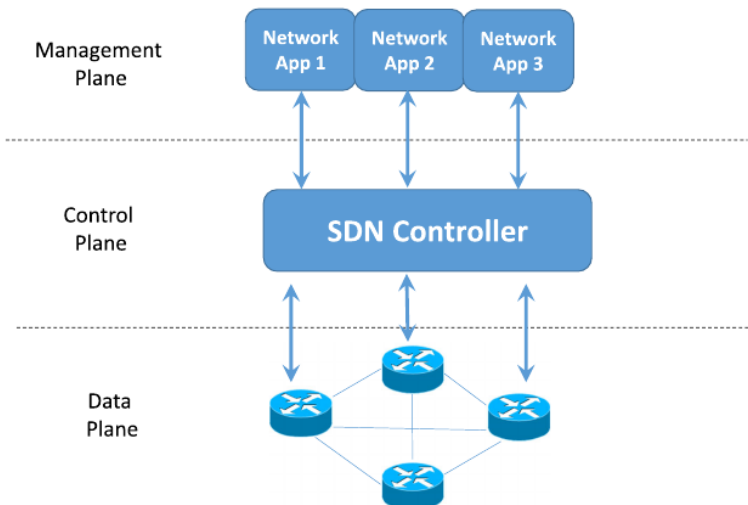 Management
Plane
Network
App 1
Network
App 2
Network
App 3
Control
Plane
SDN Controller
Data
Plane